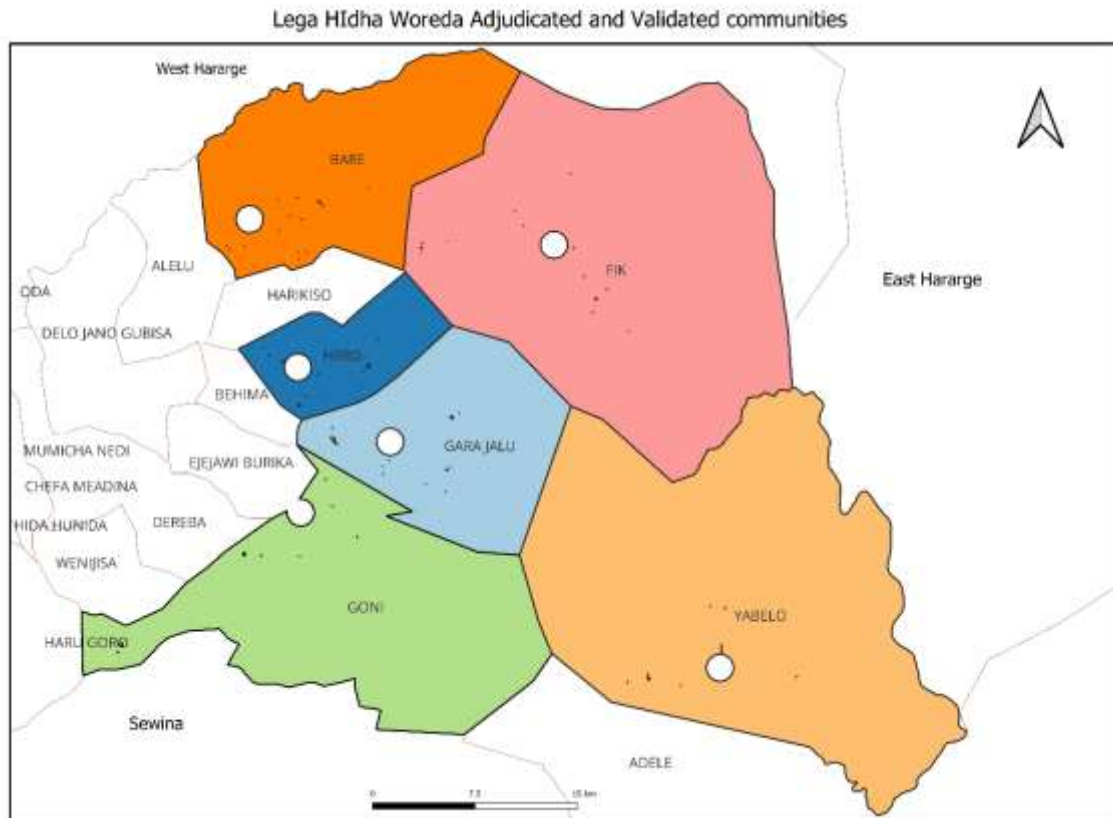 Lega HIdha Woreda Adjudicated and Validated communities
West Hararge
BARE
FIK
ALELU
East Hararge
ODA
HARIKISO
DELO JANO GUBISA
BEHIMA
GARA JALU
MUMICHA NEDI
EJEJAWI BURIKA
CHEFA MEADINA
HIDA HUNIDA
DEREBA
WENIJISA
GONI
YABELO
HARU GORO
Sewina
ADELE
0 7.5 15 km